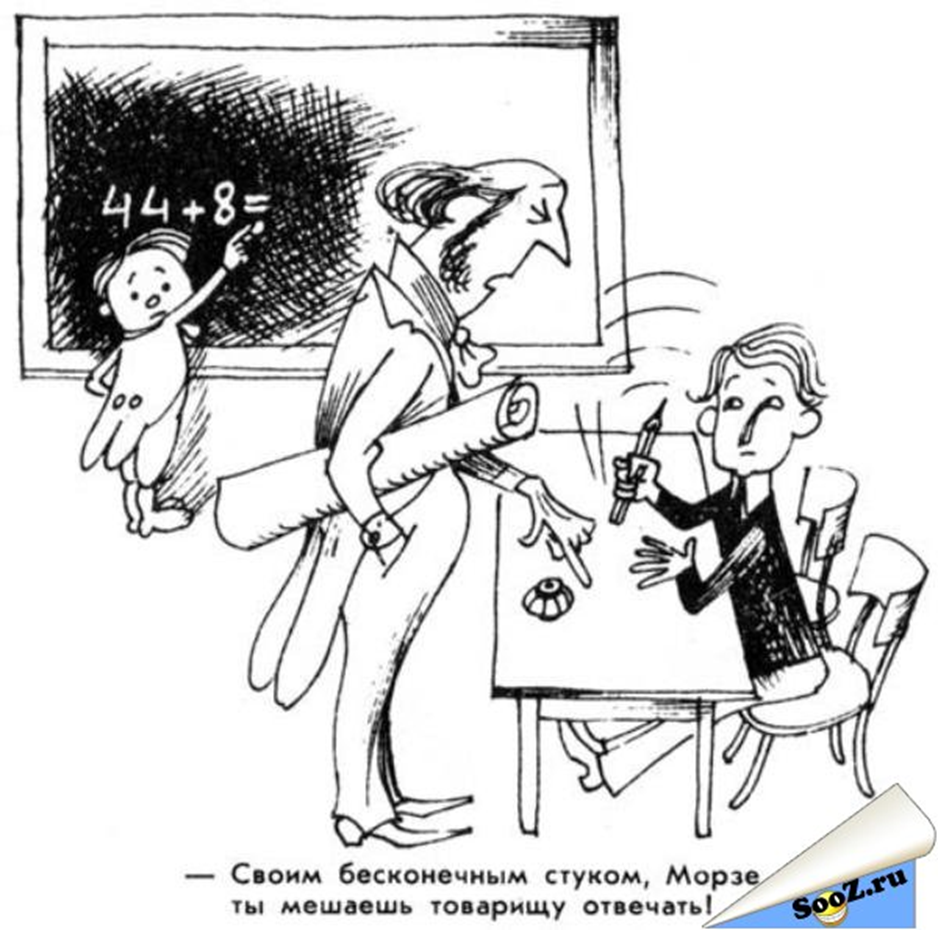 44+8=
— Своим бесконечным стуком, Морзе
ты мешаешь товарищу отвечать!
SooZ.ru